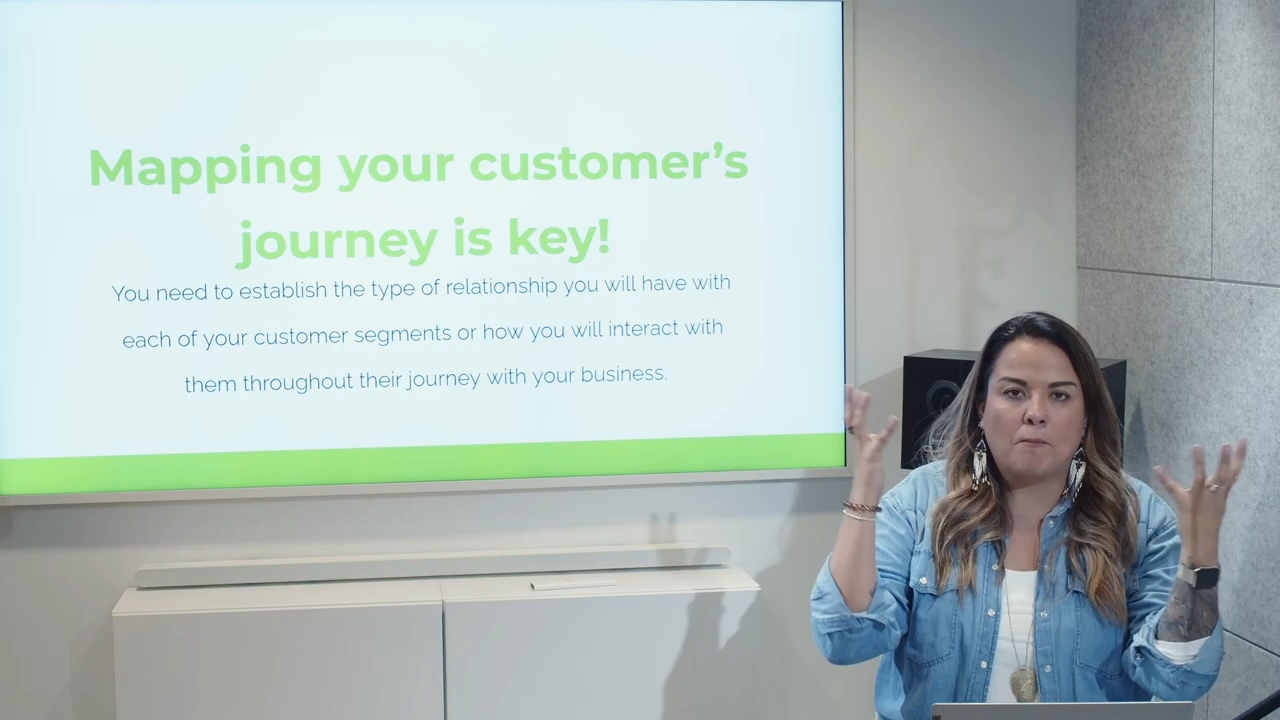 Mapping your customer's
journey is key!
You need to establish the type of relationship you will have with
each of your customer segments or how you will interact with
them throughout their journey with your business.